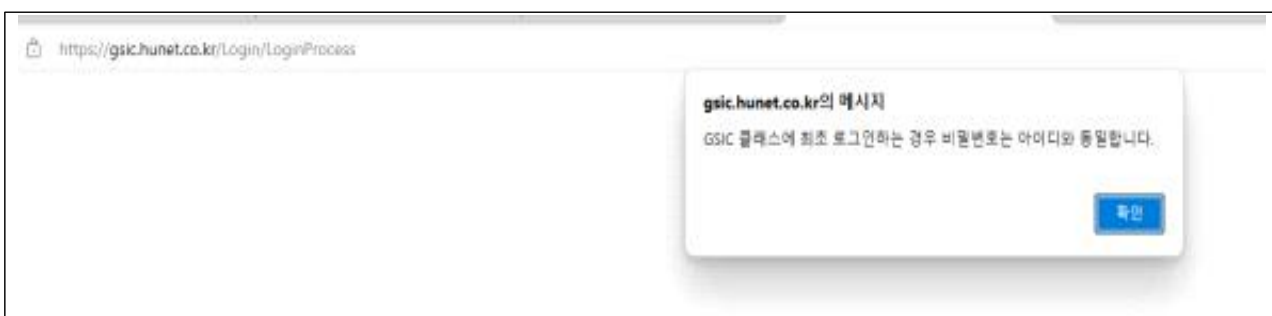 https://gsic.hunet.co.kr/Login/LoginProcess
gsic.hunet.co.kr의 메시지
GSIC 클래스에 최초 로그인하는 경우 비밀번호는 아이디와 동일합니다.
확인